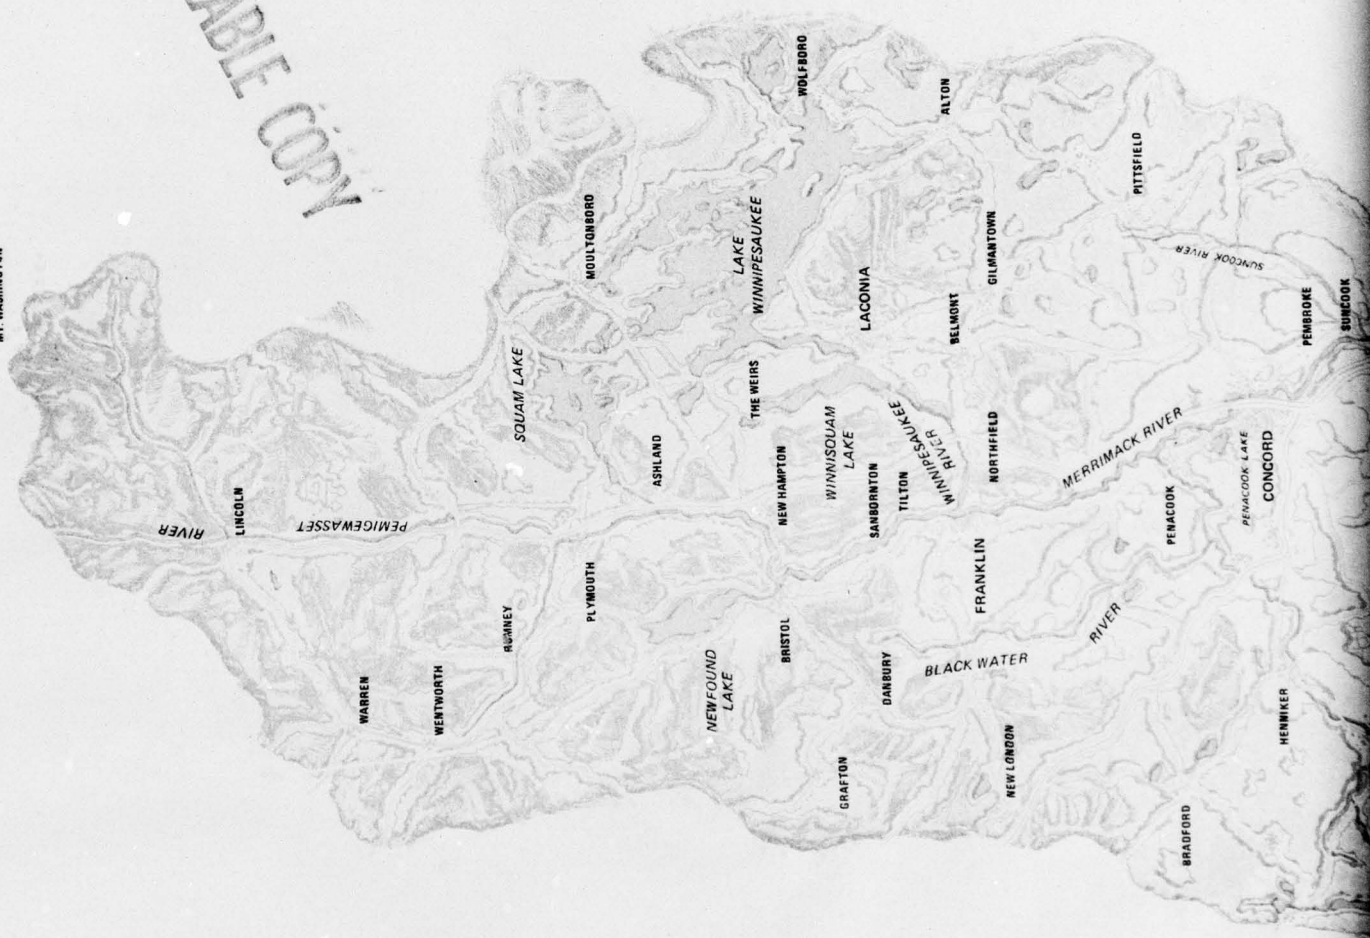 ABLE COPY
MT. WASHINGTON
RIVER
LINCOLN
PEMIGEWASSET
WARREN
WENTWORTH
RUMNEY
SQUAM LAKE
MOULTONBORO
PLYMOUTH
ASHLAND
NEWFOUND
LAKE
LAKE
WINNIPESAUKEE
WOLFBORO
THE WEIRS
NEW HAMPTON
BRISTOL
WINNISQUAM
LAKE
GRAFTON
LACONIA
SANBORNTON
DANBURY
TILTON
WINNIPESAUKEE
RIVER
ALTON
BELMONT
GILMANTOWN
NORTHFIELD
FRANKLIN
BLACK WATER
RIVER
NEW LONDON
MERRIMACK RIVER
PITTSFIELD
SUNCOOK RIVER
PENACOOK
BRADFORD
PENACOOK LAKE
CONCORD
HENNIKER
PEMBROKE
SUNCOOK